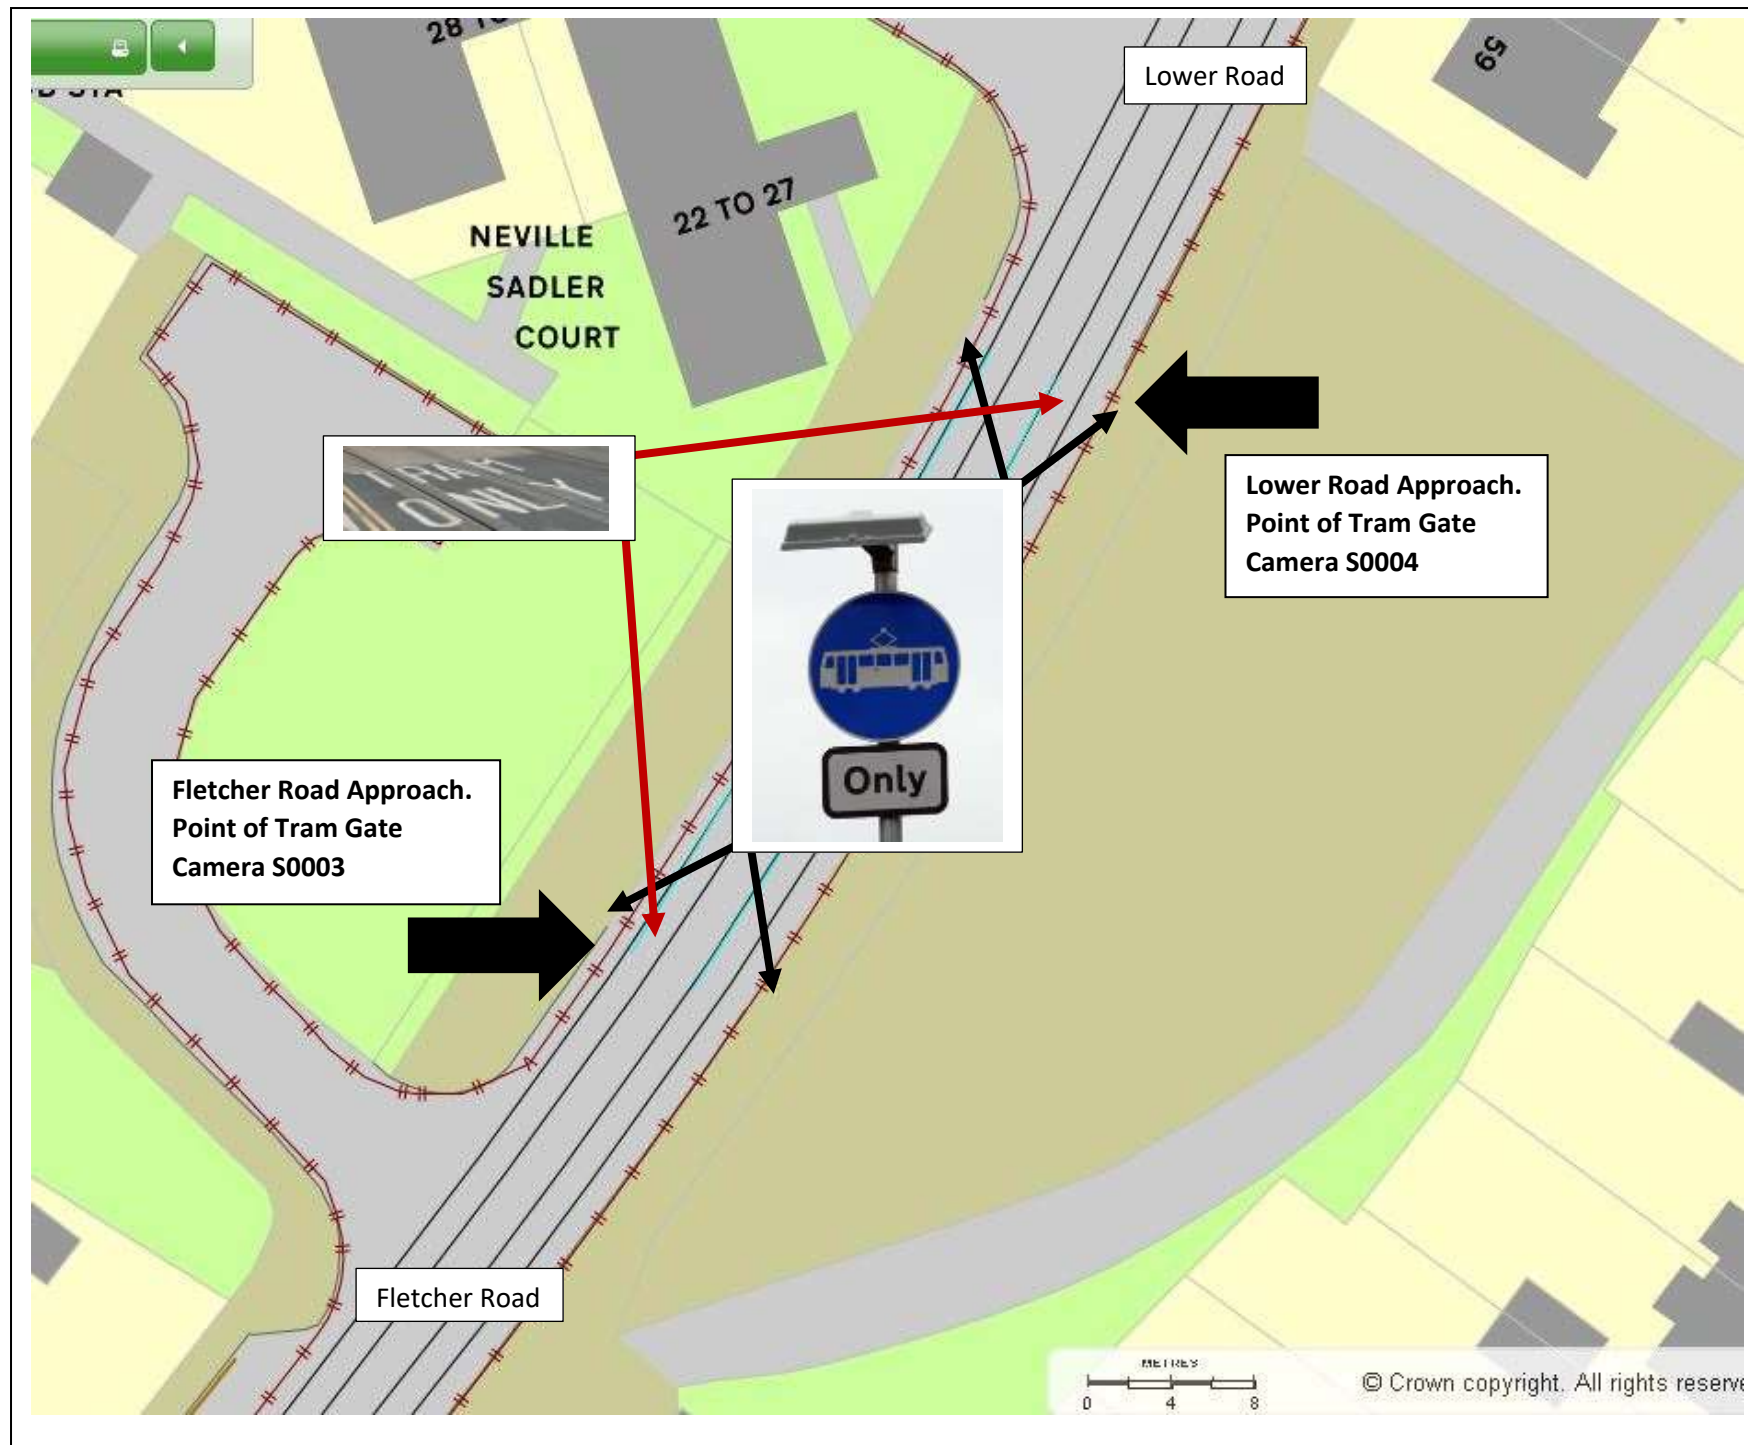 28 TO
Lower Road
59
22 TO 27
NEVILLE
SADLER
COURT
TRAM
ONLY
Lower Road Approach.
Point of Tram Gate
Camera S0004
Only
Fletcher Road Approach.
Point of Tram Gate
Camera S0003
Fletcher Road
METRES
0 4 8
© Crown copyright. All rights reserve